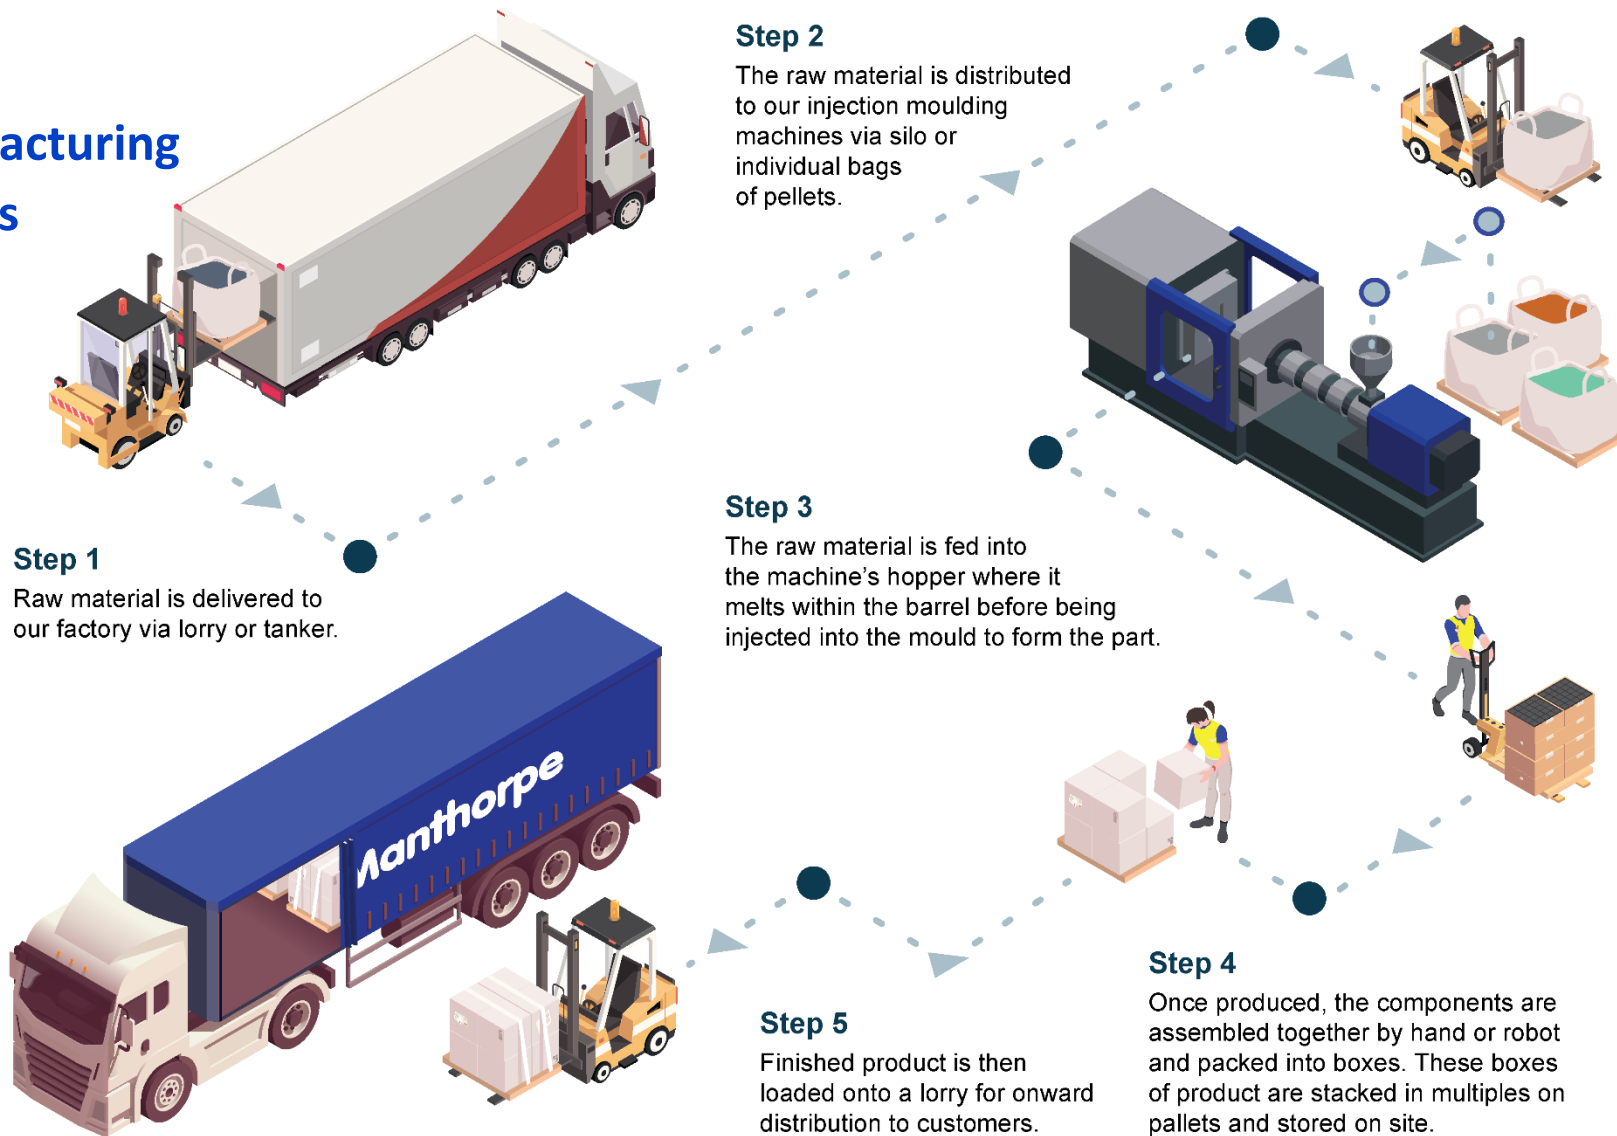 acturing
s
Step 1
Raw material is delivered to
our factory via lorry or tanker.
Step 2
The raw material is distributed
to our injection moulding
machines via silo or
individual bags
of pellets.
Step 3
The raw material is fed into
the machine’s hopper where it
melts within the barrel before being
injected into the mould to form the part.
Step 4
Once produced, the components are
assembled together by hand or robot
and packed into boxes. These boxes
of product are stacked in multiples on
pallets and stored on site.
Step 5
Finished product is then
loaded onto a lorry for onward
distribution to customers.
Manthorpe